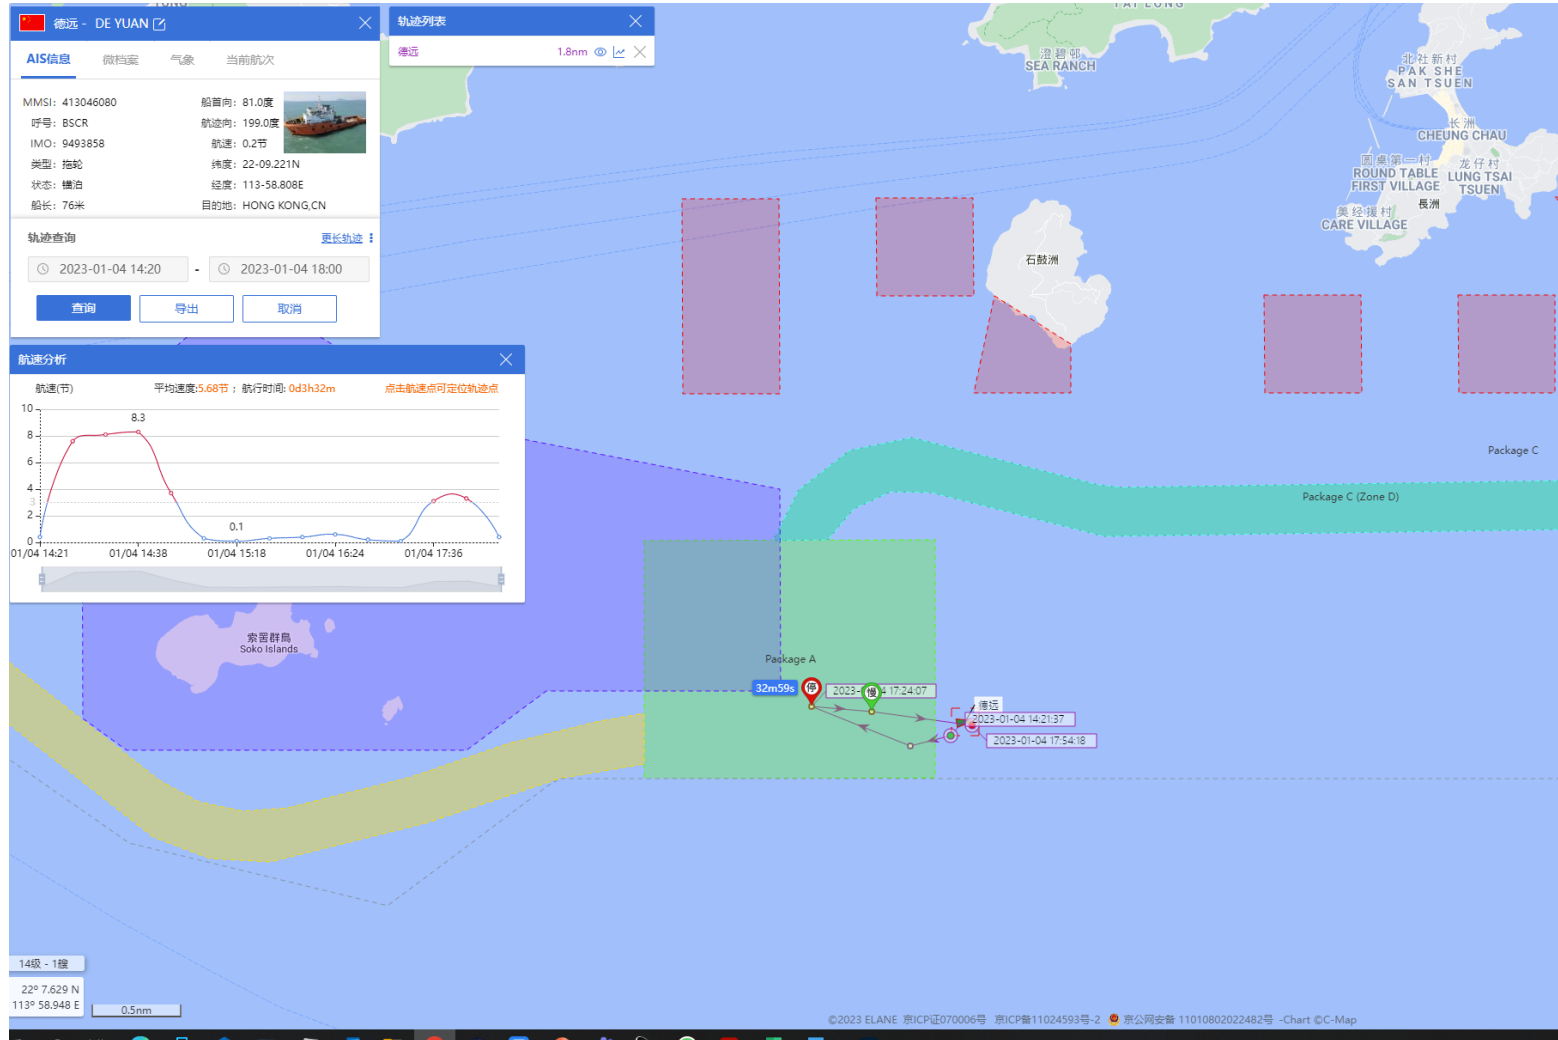 德远 - DE YUAN
AIS信息 微档案 气象 当前航次
MMSI: 413046080
船首向: 81.0度
呼号: BSCR
航迹向: 199.0度
IMO: 9493858
航速: 0.2节
类型: 拖轮
纬度: 22-09.221N
状态: 锚泊
经度: 113-58.808E
船长: 76米
目的地: HONG KONG,CN
轨迹查询
更长轨迹
2023-01-04 14:20 - 2023-01-04 18:00
查询 导出 取消
轨迹列表
德远 1.8nm
航速分析
航速(节)
平均速度:5.68节 ; 航行时间: 0d3h32m
点击航速点可定位轨迹点
10
8
6
4
3
2
0
8.3
0.1
01/04 14:21 01/04 14:38 01/04 15:18 01/04 16:24 01/04 17:36
澄碧邨
SEA RANCH
北社新村
PAK SHE
SAN TSUEN
长洲
CHEUNG CHAU
圆桌第一村
ROUND TABLE
FIRST VILLAGE
龙仔村
LUNG TSAI
TSUEN
長洲
美经援村
CARE VILLAGE
石鼓洲
Package C
Package C (Zone D)
索罟群島
Soko Islands
Package A
32m59s
停
慢
4 17:24:07
德远
2023-01-04 14:21:37
2023-01-04 17:54:18
14级 - 1艘
22º 7.629 N
113º 58.948 E
0.5nm
©2023 ELANE 京ICP证070006号 京ICP备11024593号-2 京公网安备 11010802022482号 -Chart ©C-Map